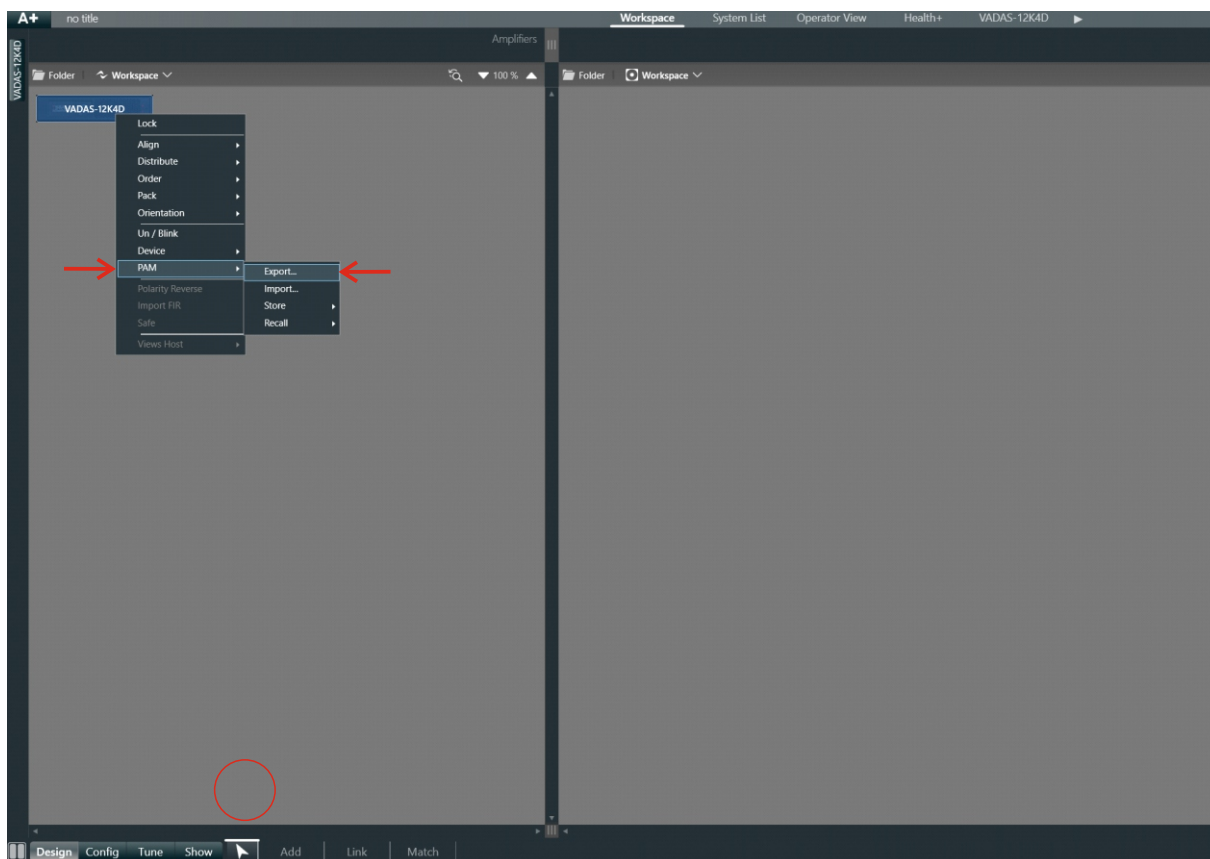 A+ no title Workspace System List Operator View Health+ VADAS-12K4D
VADAS-12K4D
Amplifiers
Folder Workspace 100 % Folder Workspace
VADAS-12K4D
Lock
Align
Distribute
Order
Pack
Orientation
Un / Blink
Device
PAM
Export...
Import...
Store
Recall
Polarity Reverse
Import FIR
Safe
Views Host
Design Config Tune Show Add Link Match